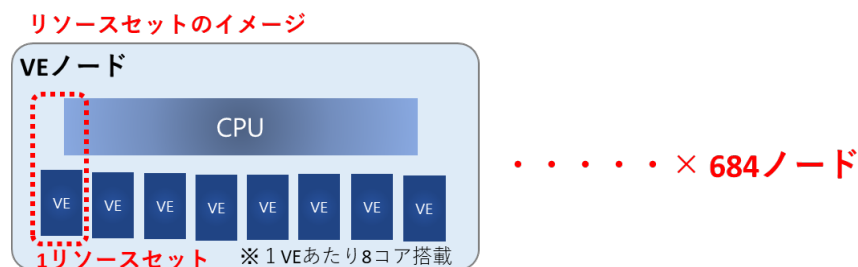 リソースセットのイメージ
VEノード
CPU
・・・・・× 684ノード
VE VE VE VE VE VE VE VE
1リソースセット ※１VEあたり8コア搭載